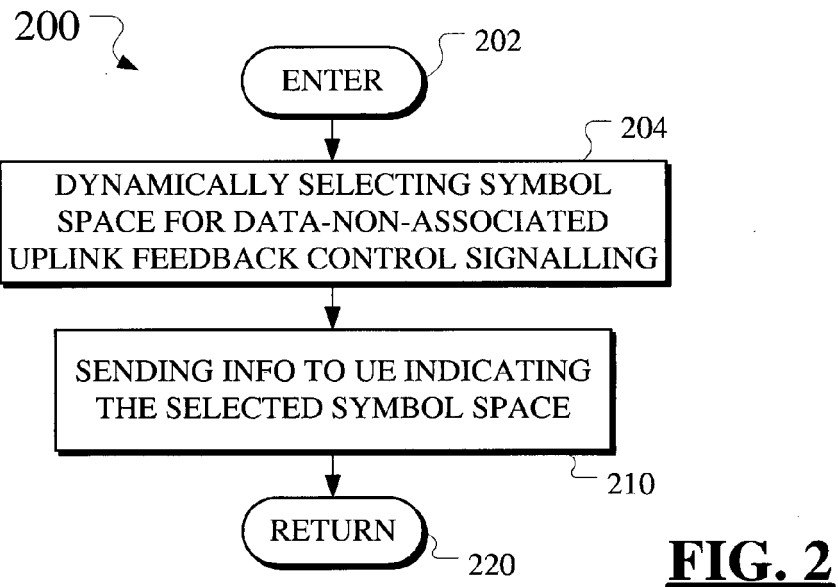 200
ENTER
202
204
DYNAMICALLY SELECTING SYMBOL
SPACE FOR DATA-NON-ASSOCIATED
UPLINK FEEDBACK CONTROL SIGNALLING
SENDING INFO TO UE INDICATING
THE SELECTED SYMBOL SPACE
210
RETURN
220
FIG. 2